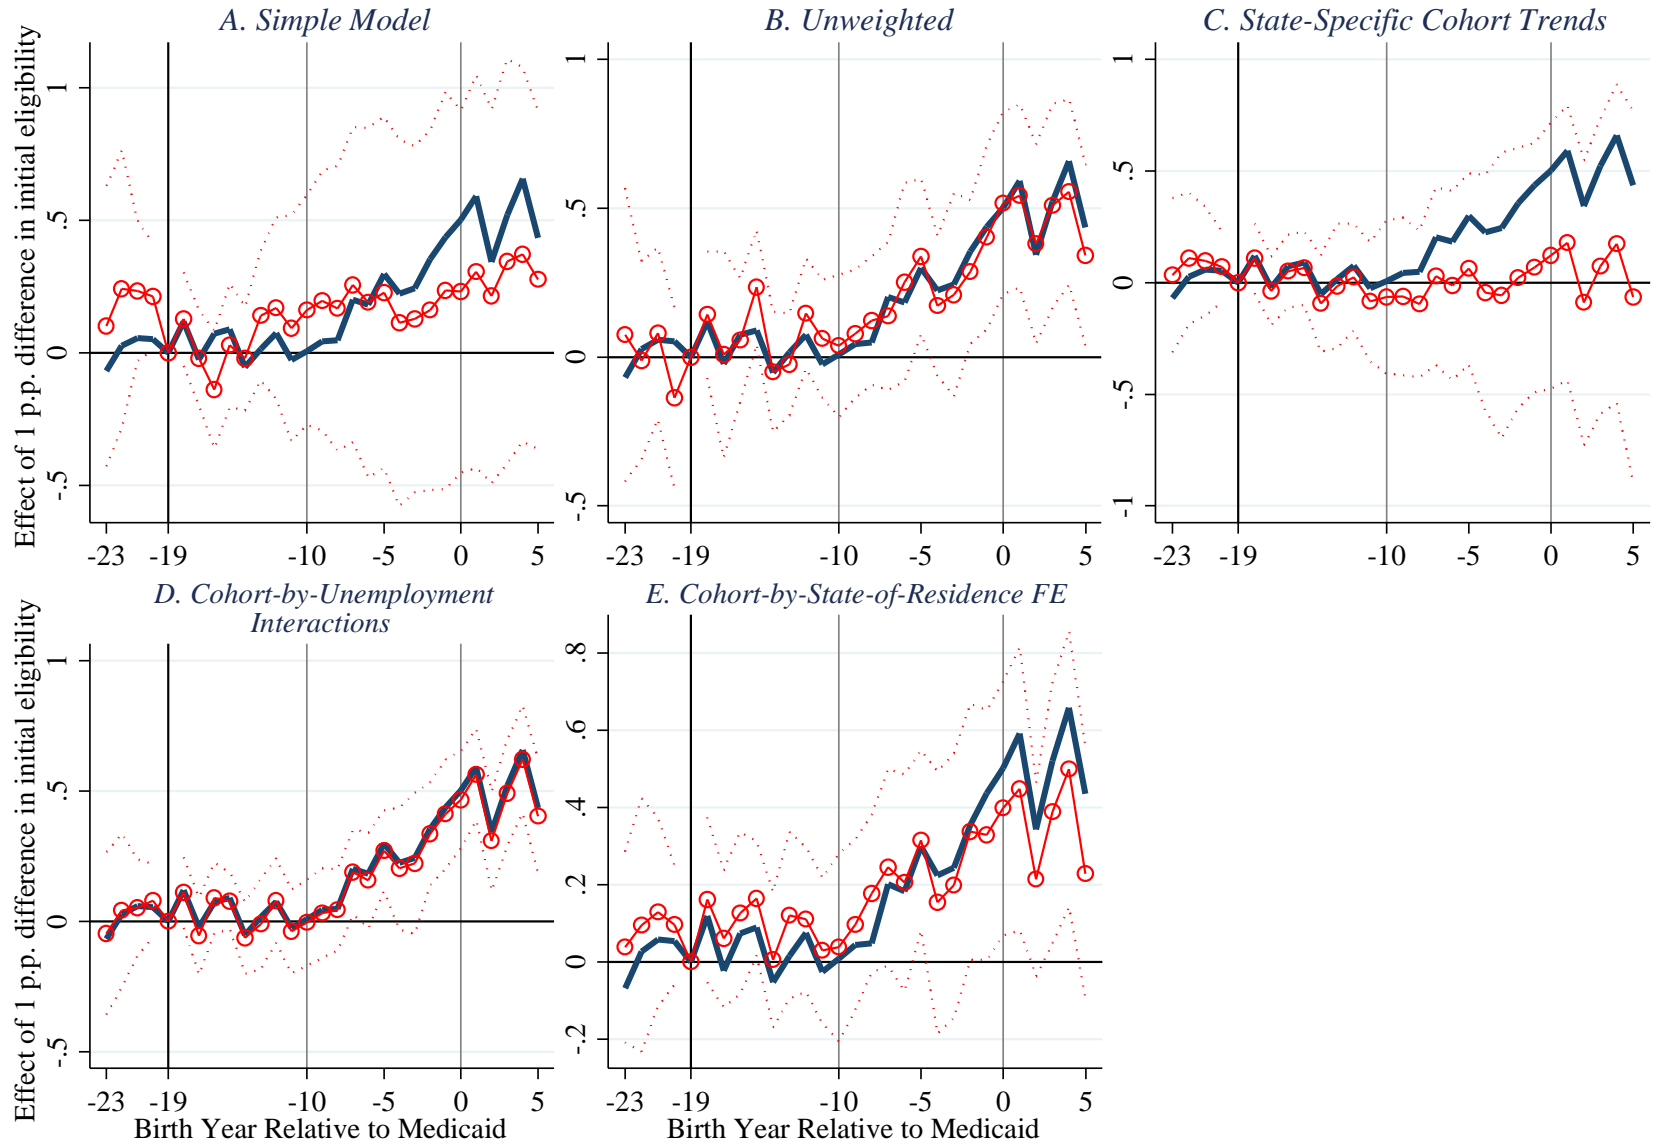 A. Simple Model
B. Unweighted
C. State-Specific Cohort Trends
Effect of 1 p.p. difference in initial eligibility
1
.5
0
-.5
-23 -19 -10 -5 0 5
1
.5
0
-.5
-23 -19 -10 -5 0 5
1
.5
0
-.5
-1
-23 -19 -10 -5 0 5
D. Cohort-by-Unemployment
Interactions
E. Cohort-by-State-of-Residence FE
Effect of 1 p.p. difference in initial eligibility
1
.5
0
-.5
-23 -19 -10 -5 0 5
Birth Year Relative to Medicaid
.8
.6
.4
.2
0
-.2
-23 -19 -10 -5 0 5
Birth Year Relative to Medicaid